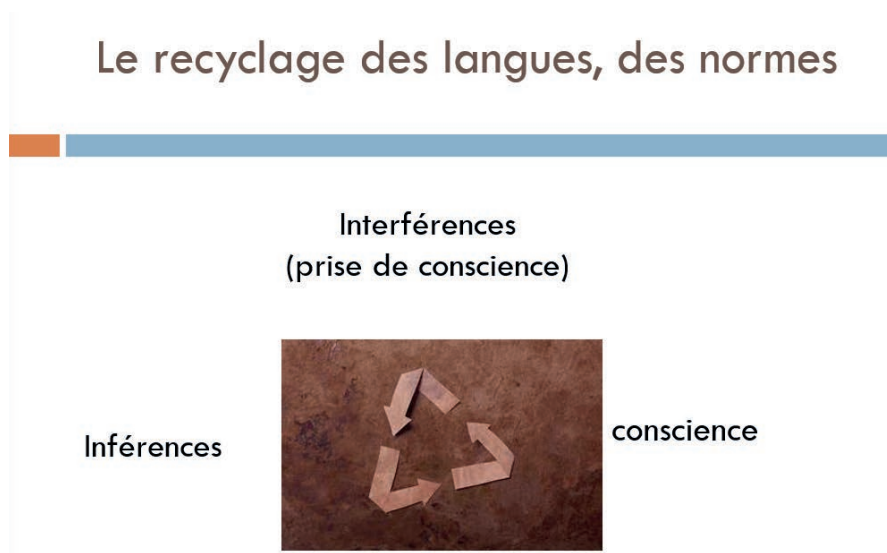 Le recyclage des langues, des normes
Interférences
(prise de conscience)
Inférences
conscience